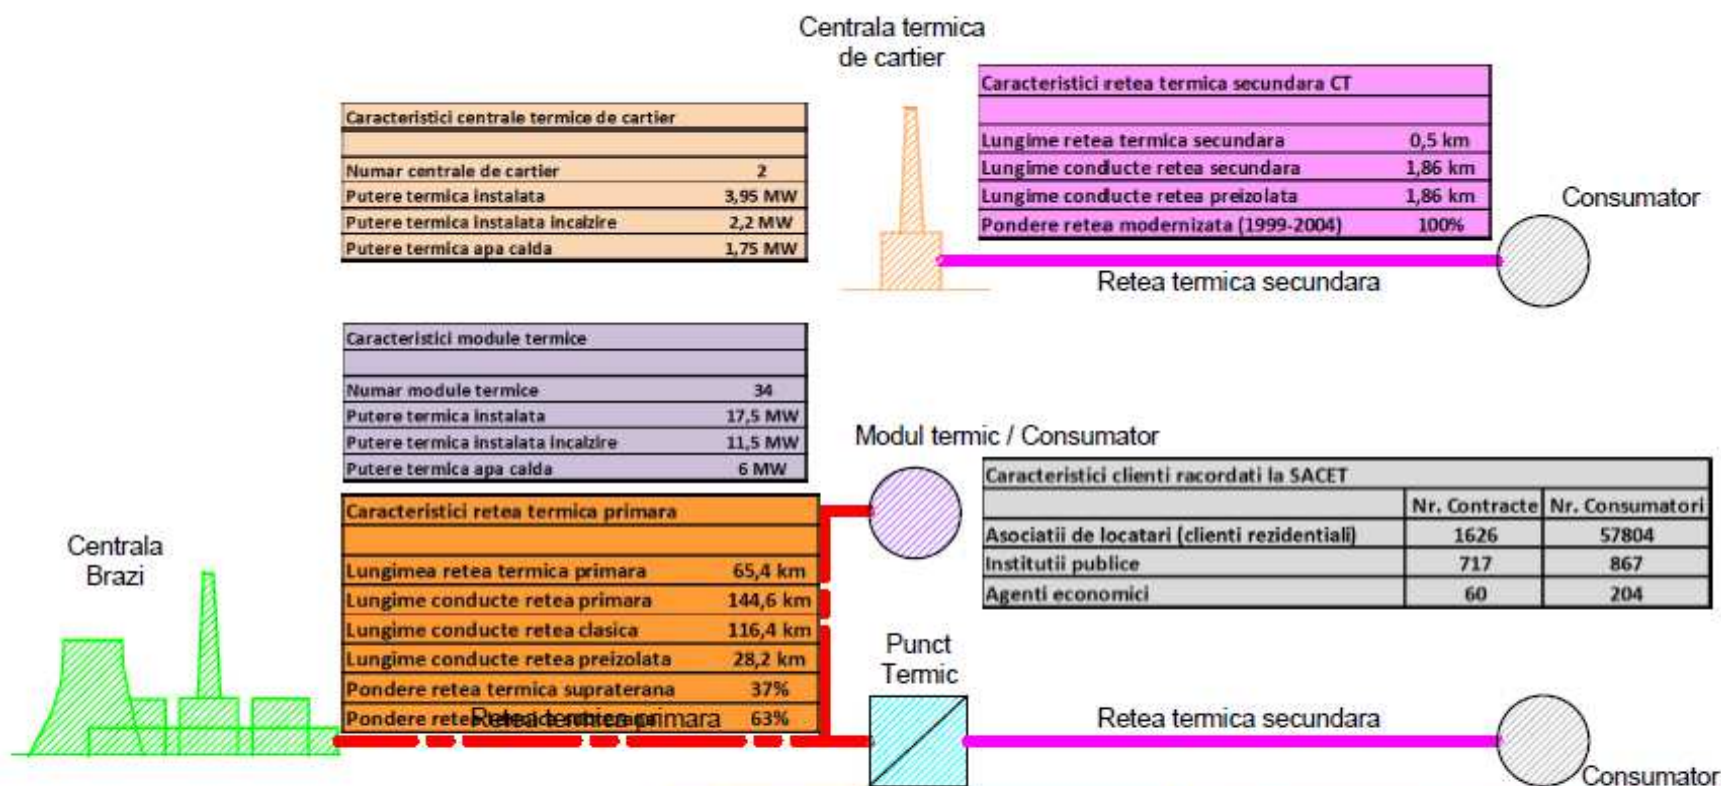 Centrala termica
de cartier
Caracteristici centrale termice de cartier
Numar centrale de cartier 2
Putere termica instalata 3,95 MW
Putere termica instalata incalzire 2,2 MW
Putere termica apa calda 1,75 MW
Caracteristici retea termica secundara CT
Lungime retea termica secundara 0,5 km
Lungime conducte retea secundara 1,86 km
Lungime conducte retea preizolata 1,86 km
Pondere retea modernizata (1999-2004) 100%
Consumator
Retea termica secundara
Caracteristici module termice
Numar module termice 34
Putere termica instalata 17,5 MW
Putere termica instalata incalzire 11,5 MW
Putere termica apa calda 6 MW
Modul termic / Consumator
Caracteristici clienti racordati la SACET
Nr. Contracte Nr. Consumatori
Asociatii de locatari (clienti rezidentiali) 1626 57804
Institutii publice 717 867
Agenti economici 60 204
Centrala
Brazi
Caracteristici retea termica primara
Lungimea retea termica primara 65,4 km
Lungime conducte retea primara 144,6 km
Lungime conducte retea clasica 116,4 km
Lungime conducte retea preizolata 28,2 km
Pondere retea termica supraterana 37%
Pondere retea 63%
Retea termica primara
Punct
Termic
Retea termica secundara
Consumator